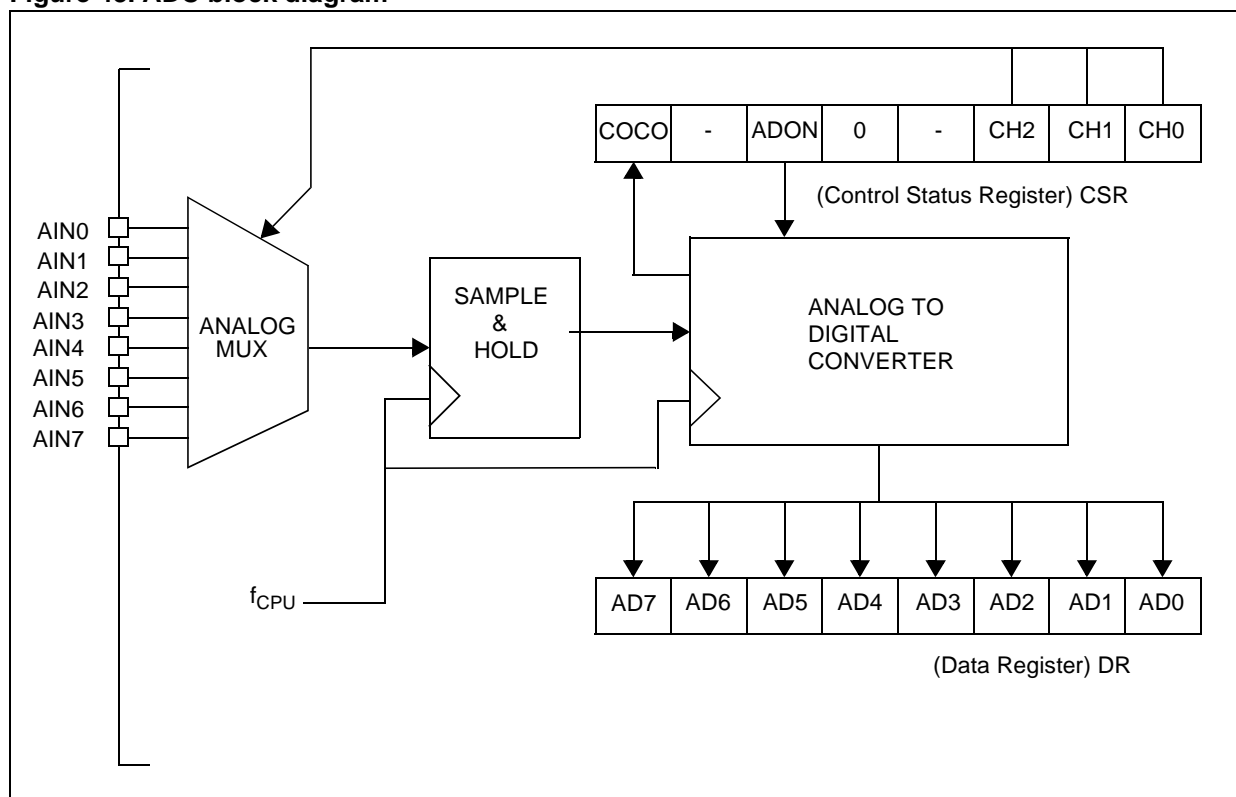 COCO - ADON 0 - CH2 CH1 CH0
(Control Status Register) CSR
AIN0
AIN1
AIN2
AIN3
AIN4
AIN5
AIN6
AIN7
ANALOG
MUX
SAMPLE
&
HOLD
ANALOG TO
DIGITAL
CONVERTER
fCPU
AD7 AD6 AD5 AD4 AD3 AD2 AD1 AD0
(Data Register) DR